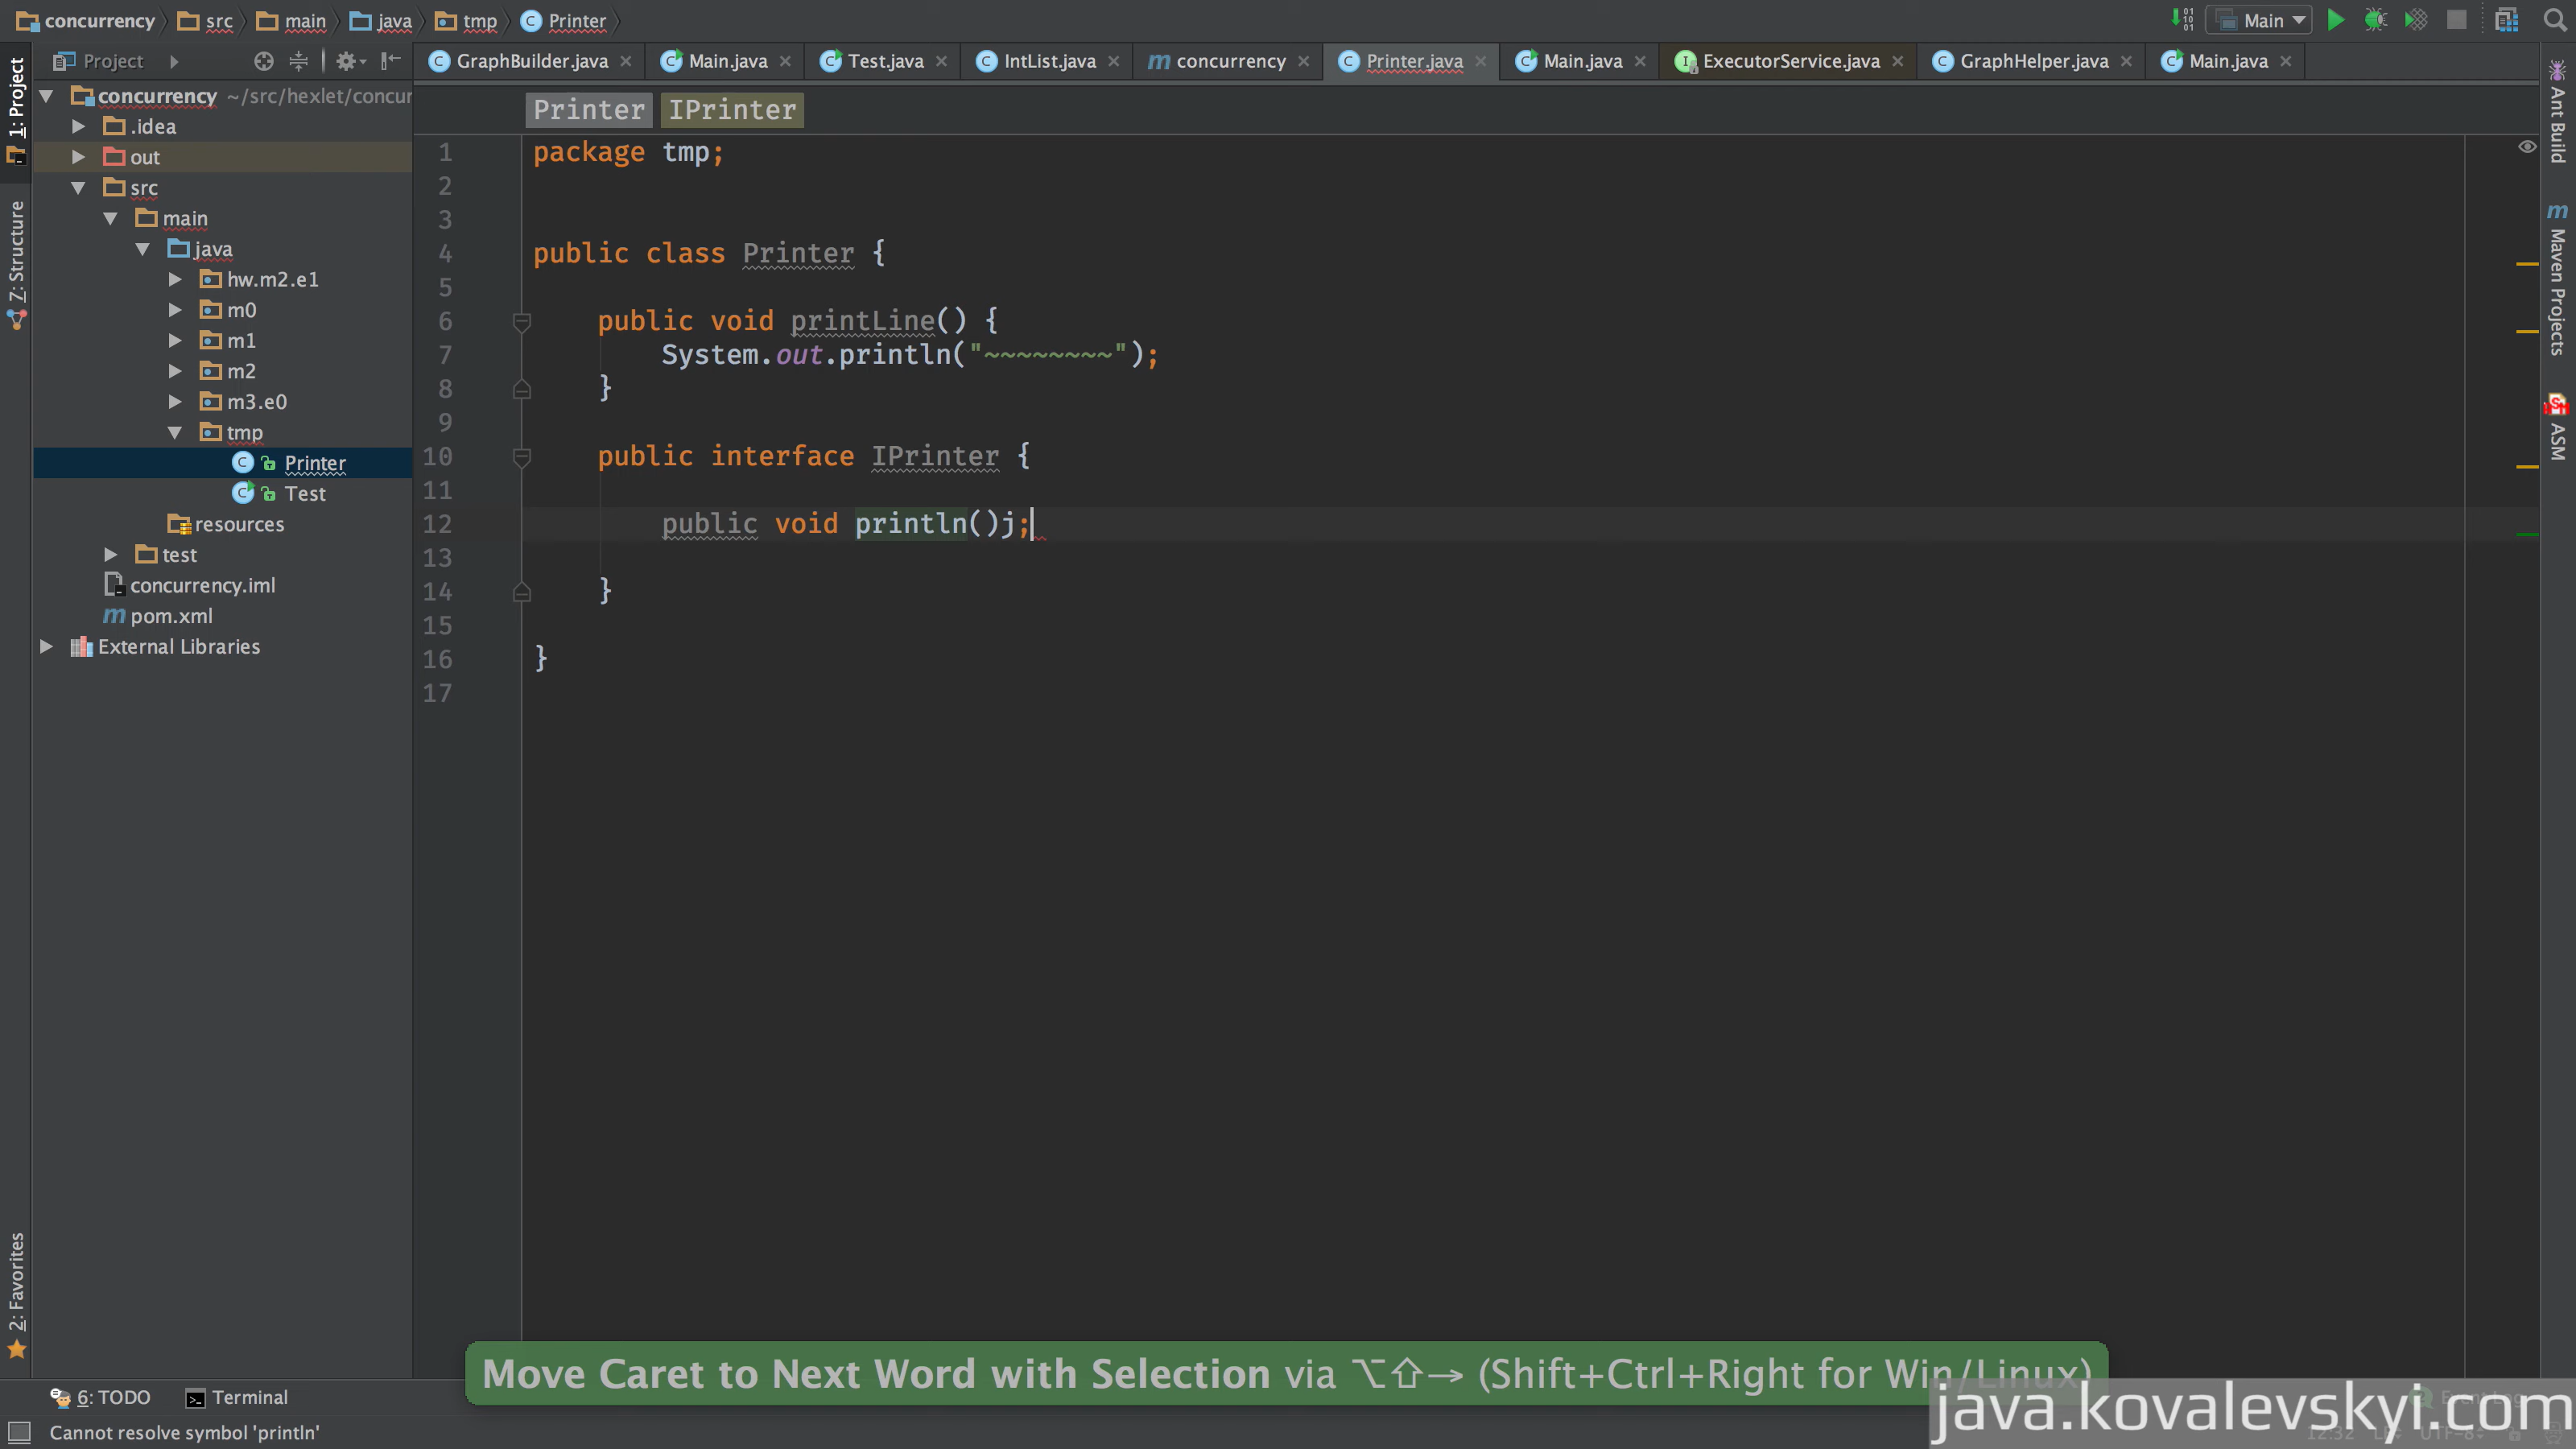 concurrency src main java tmp Printer
Main
Project
GraphBuilder.java Main.java Test.java IntList.java concurrency Printer.java Main.java ExecutorService.java GraphHelper.java Main.java
1: Project
7: Structure
2: Favorites
concurrency ~/src/hexlet/concur
.idea
out
src
main
java
hw.m2.e1
m0
m1
m2
m3.e0
tmp
Printer
Test
resources
test
concurrency.iml
pom.xml
External Libraries
Printer IPrinter
1 package tmp;
2
3
4 public class Printer {
5
6 public void printLine() {
7 System.out.println("~~~~~~~~");
8 }
9
10 public interface IPrinter {
11
12 public void println()j;
13
14 }
15
16 }
17
Ant Build
Maven Projects
ASM
Move Caret to Next Word with Selection via ⌥⇧→ (Shift+Ctrl+Right for Win/Linux)
6: TODO Terminal
java.kovalevskyi.com
Cannot resolve symbol 'println'
12:32 UTF-8